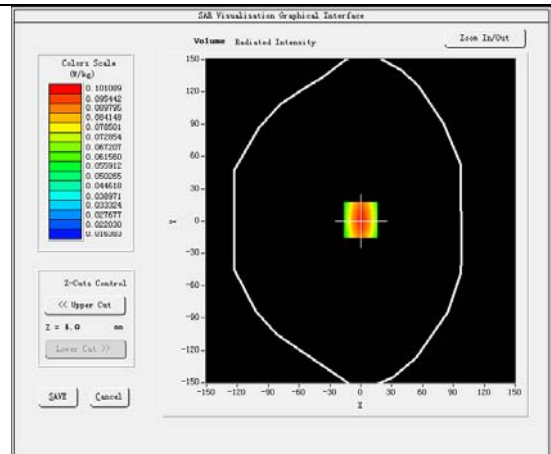 SAR Visualisation Graphical Interface
Volume Radiated Intensity
Zoom In/Out
Colors Scale
(W/kg)
0.101089
0.095442
0.089795
0.084148
0.078501
0.072854
0.067207
0.061560
0.055912
0.050265
0.044618
0.038971
0.033324
0.027677
0.022030
0.016383
150
120
90
60
30
0
-30
-60
-90
-120
-150
Y
-150 -120 -90 -60 -30 0 30 60 90 120 150
X
Z-Cuts Control
<< Upper Cut
Z = 4.0 mm
Lower Cut >>
SAVE Cancel